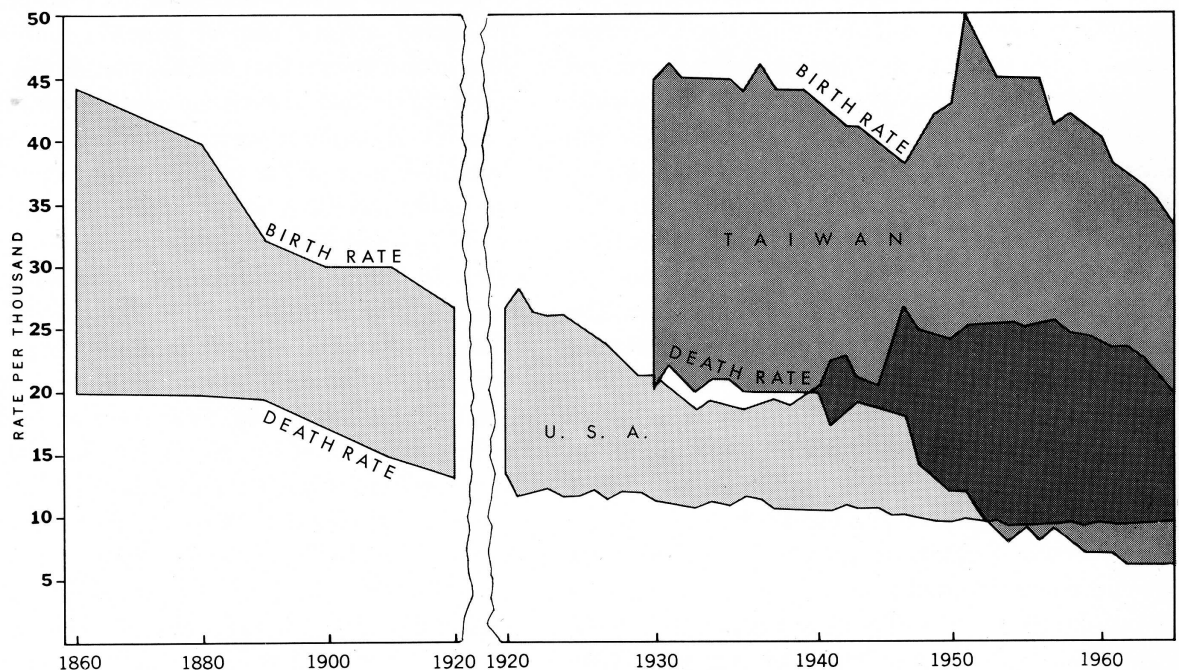 50
45
40
35
30
25
20
15
10
5
RATE PER THOUSAND
BIRTH RATE
DEATH RATE
BIRTH RATE
TAIWAN
DEATH RATE
U. S. A.
1860 1880 1900 1920 1920 1930 1940 1950 1960